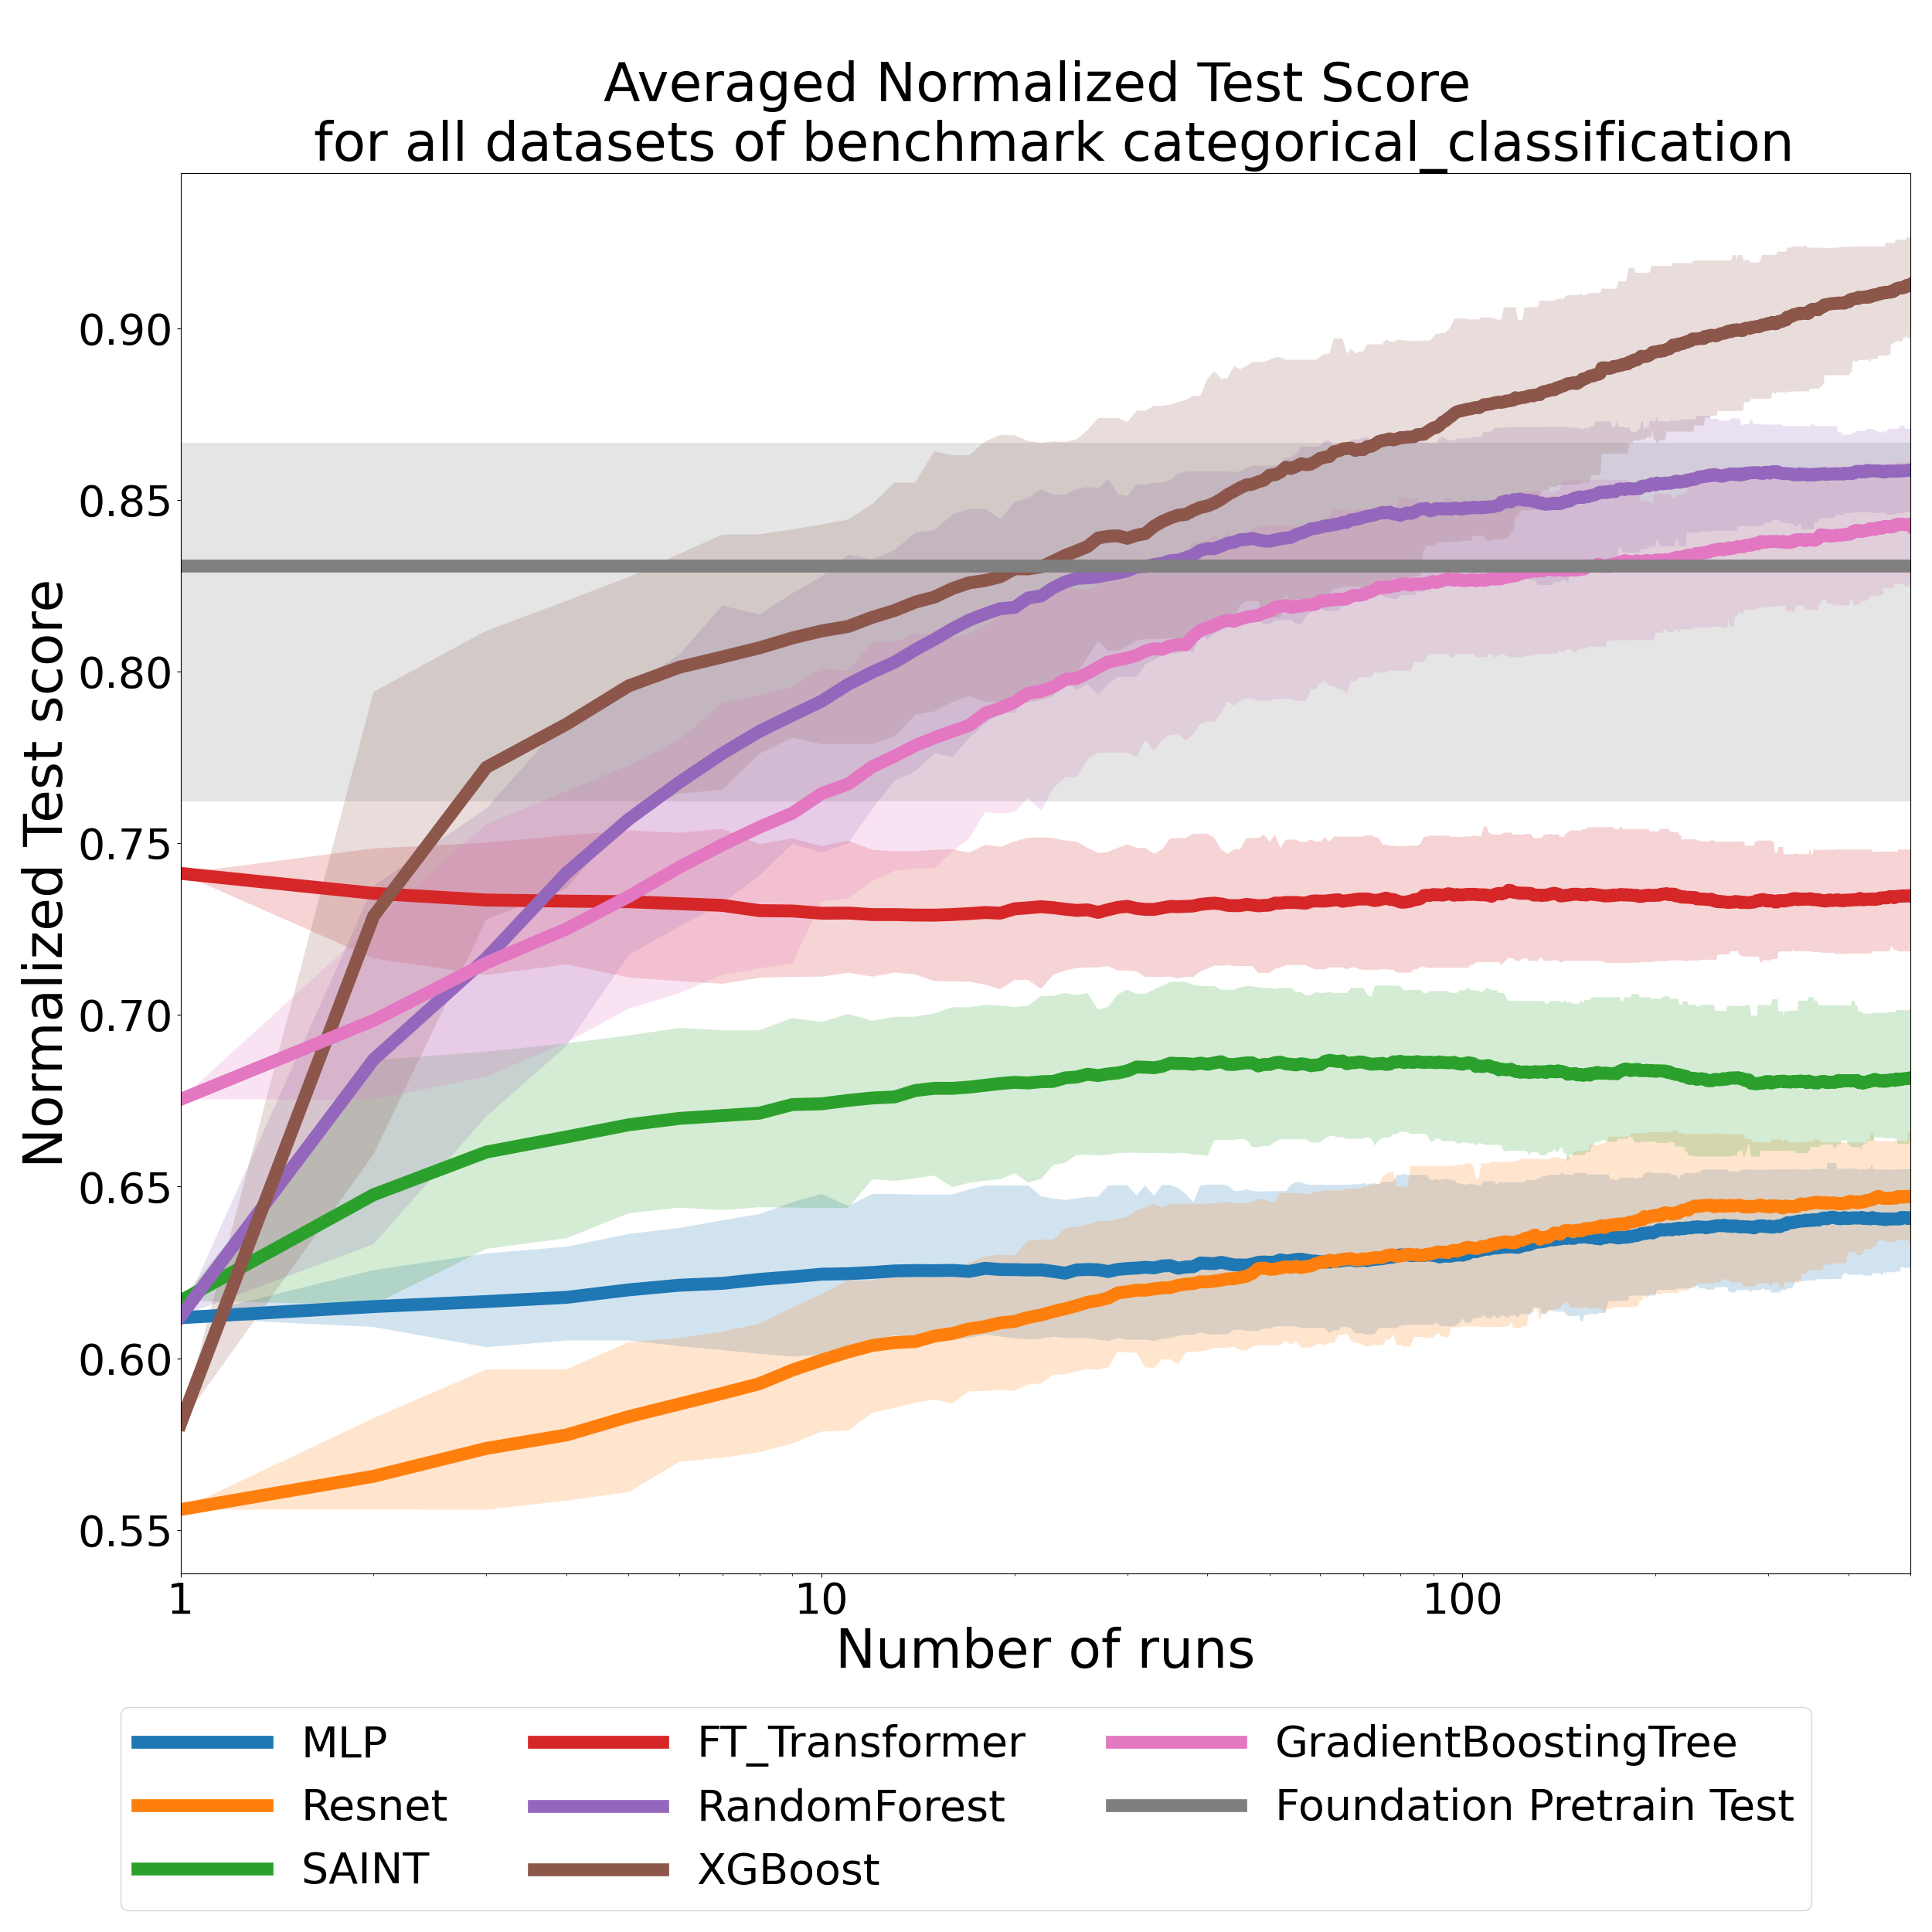 Averaged Normalized Test Score
for all datasets of benchmark categorical_classification
Normalized Test score
0.90
0.85
0.80
0.75
0.70
0.65
0.60
0.55
1
10
100
Number of runs
MLP
Resnet
SAINT
FT_Transformer
RandomForest
XGBoost
GradientBoostingTree
Foundation Pretrain Test